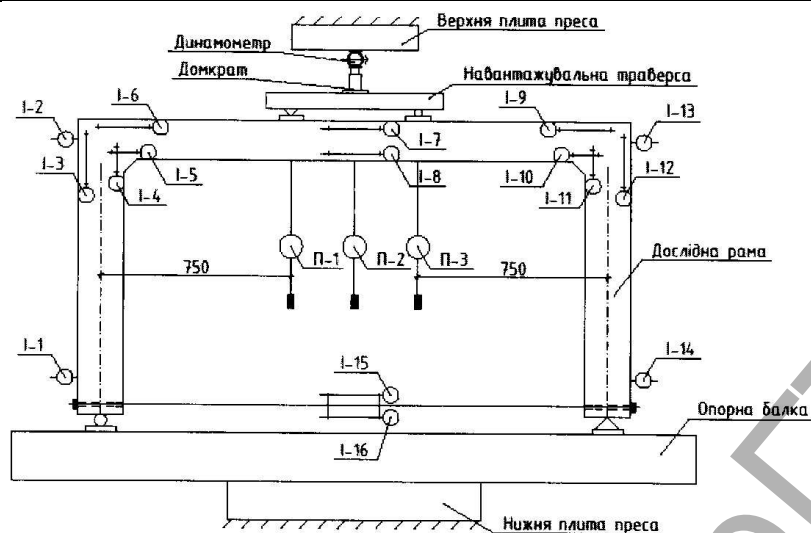 Верхня плита преса
Динамометр
Домкрат
Навантажувальна траверса
І-6
І-9
І-2
І-13
І-7
І-3
І-5
І-8
І-10
І-12
І-4
І-11
П-1
П-2
П-3
750
750
Дослідна рама
І-1
І-15
І-14
Опорна балка
І-16
Нижня плита преса